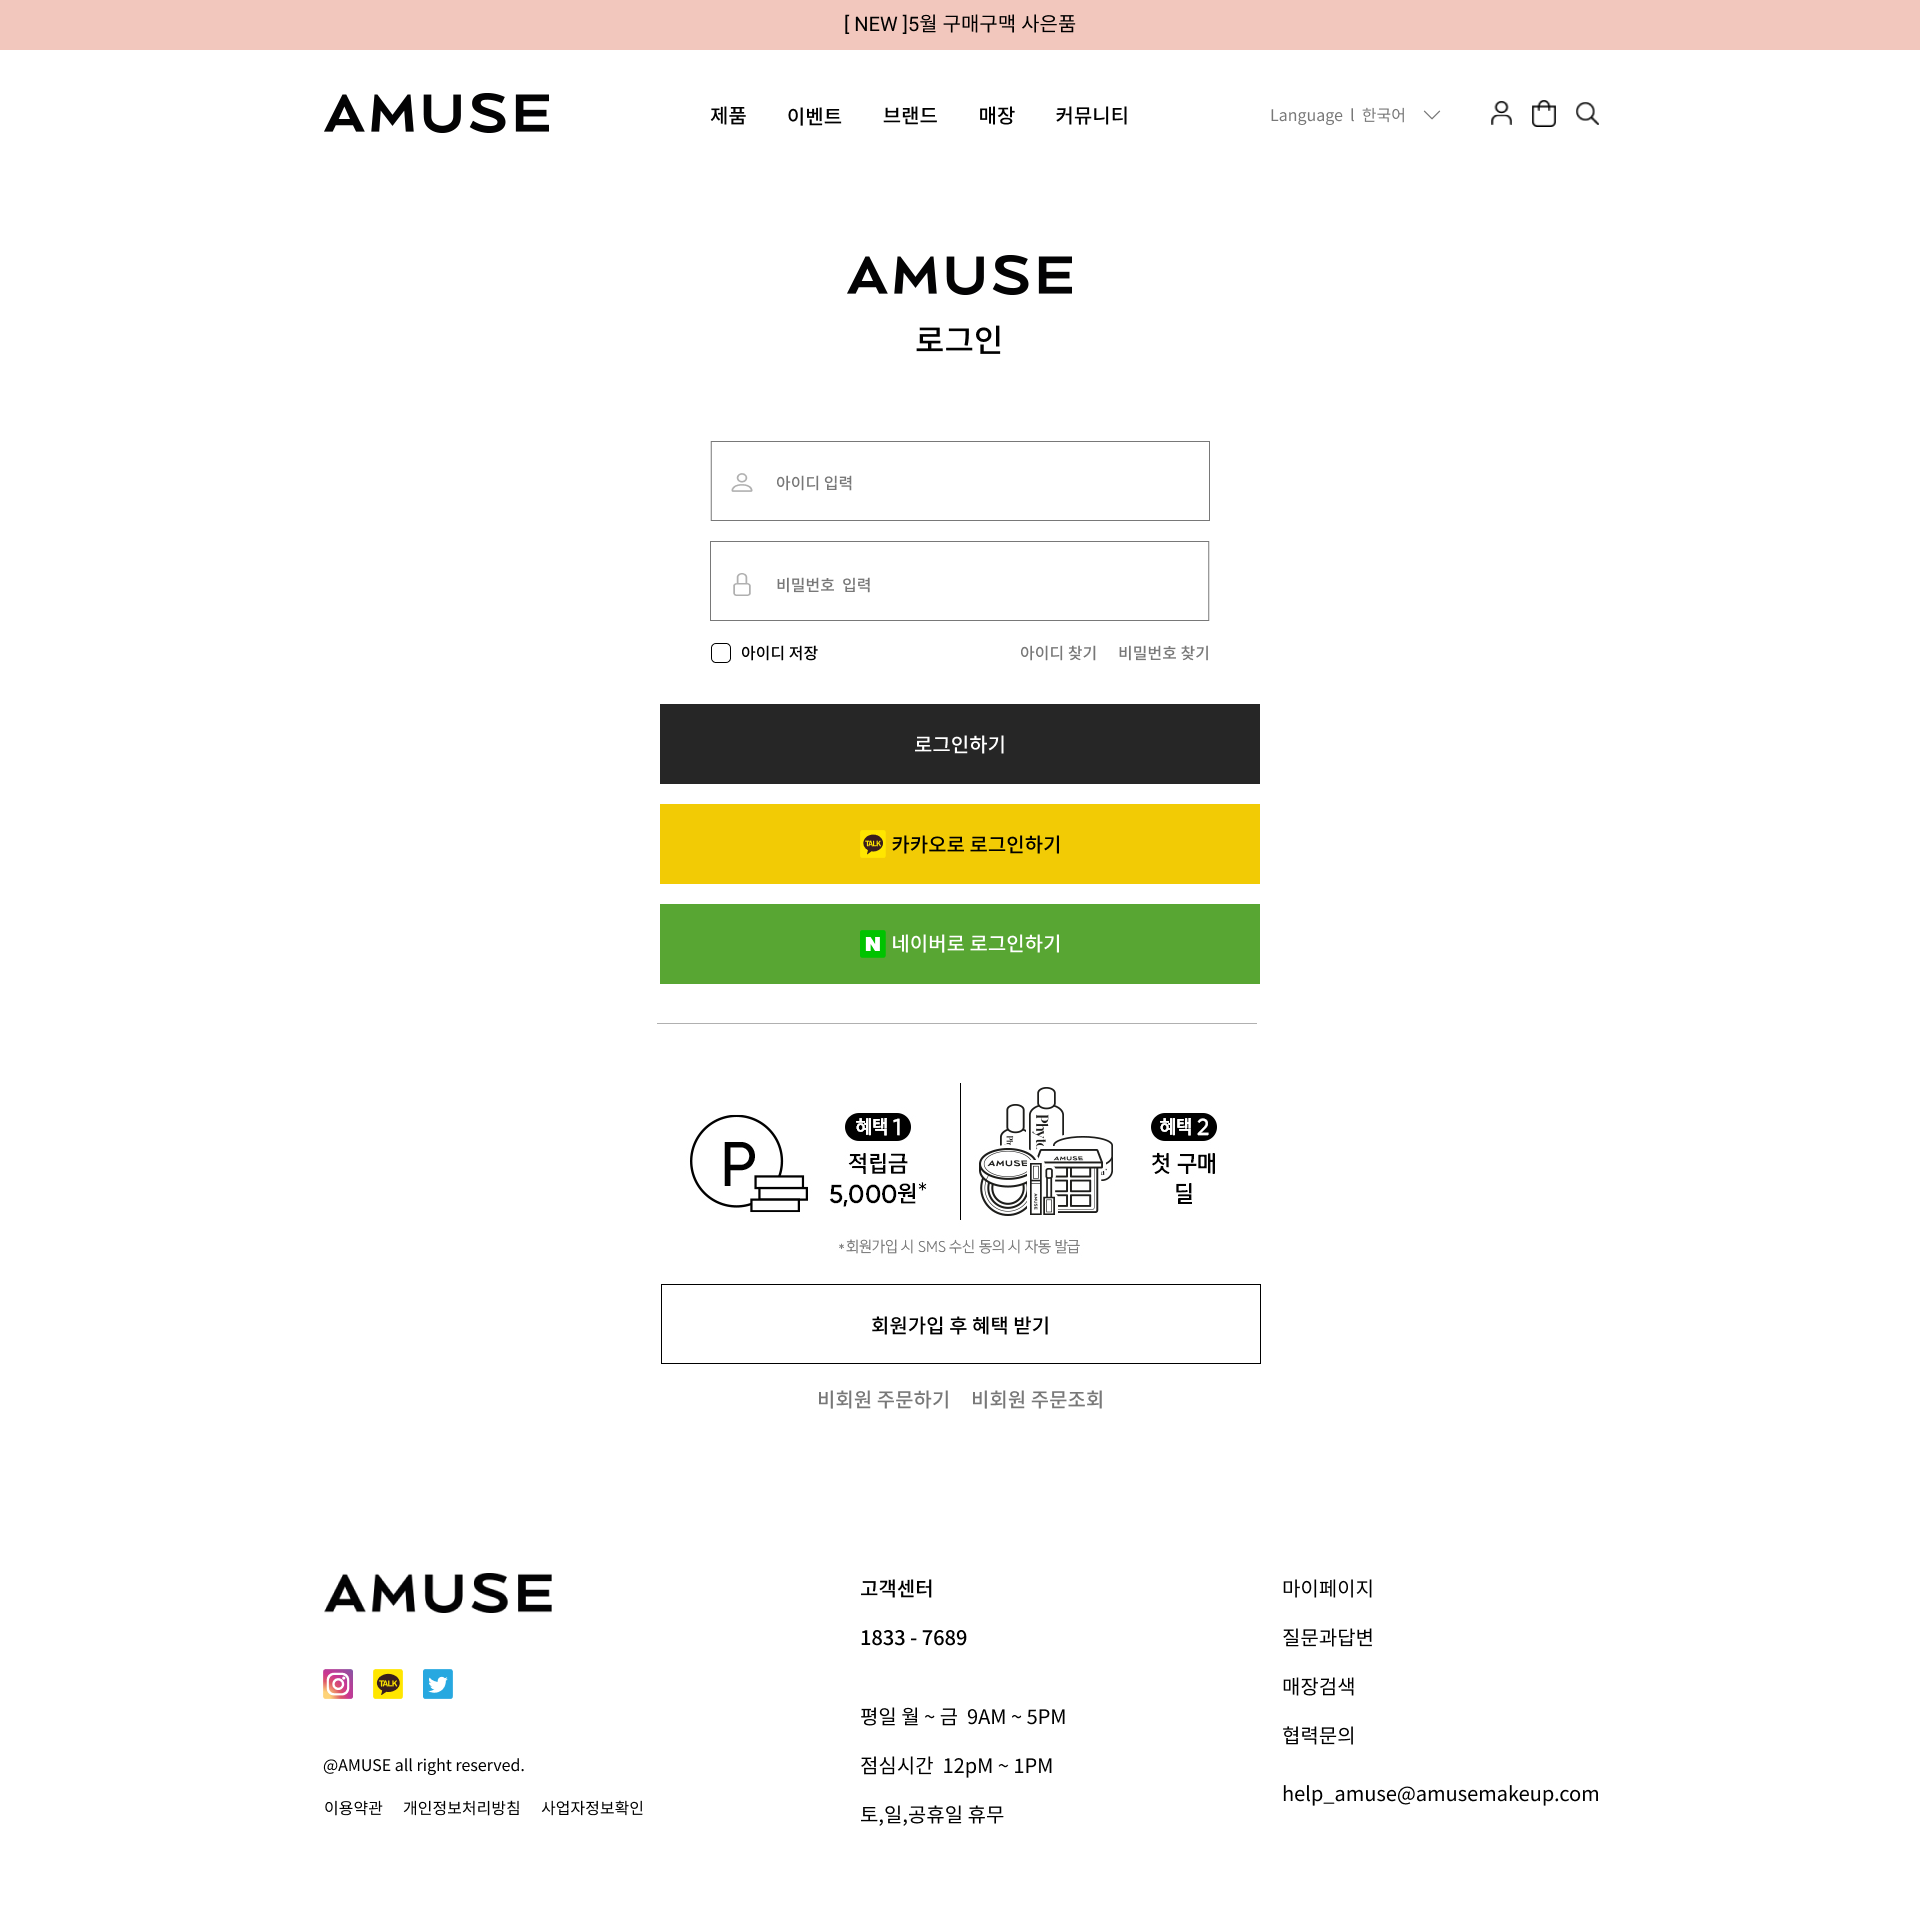 [ NEW ]5월 구매구맥 사은품
AMUSE
제품 이벤트 브랜드 매장 커뮤니티
Language l 한국어
AMUSE
로그인
아이디 입력
비밀번호 입력
아이디 저장
아이디 찾기 비밀번호 찾기
로그인하기
TALK 카카오로 로그인하기
N 네이버로 로그인하기
P
혜택 1
적립금
5,000원*
Phyto
AMUSE
AMUSE
혜택 2
첫 구매
딜
*회원가입 시 SMS 수신 동의 시 자동 발급
회원가입 후 혜택 받기
비회원 주문하기 비회원 주문조회
AMUSE
TALK
@AMUSE all right reserved.
이용약관 개인정보처리방침 사업자정보확인
고객센터
1833 - 7689
평일 월 ~ 금 9AM ~ 5PM
점심시간 12pM ~ 1PM
토,일,공휴일 휴무
마이페이지
질문과답변
매장검색
협력문의
help_amuse@amusemakeup.com